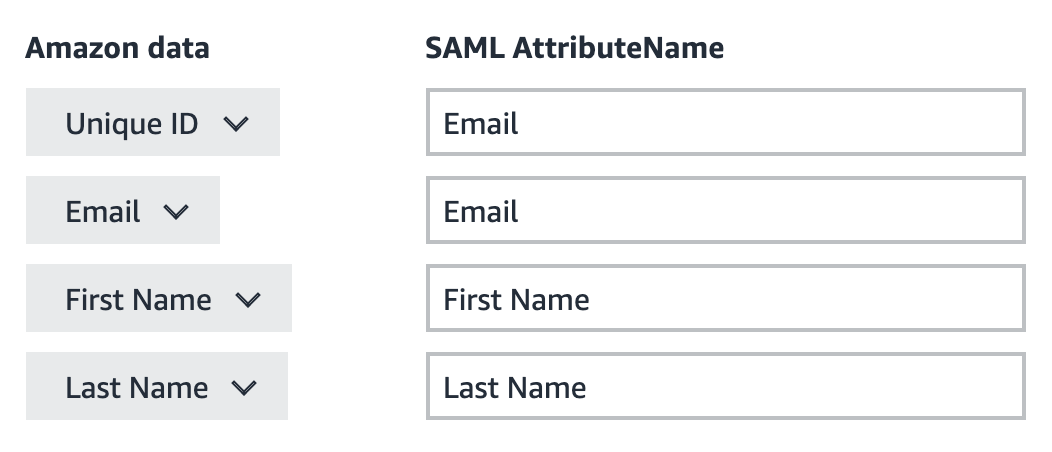 Amazon data SAML AttributeName
Unique ID Email
Email Email
First Name First Name
Last Name Last Name